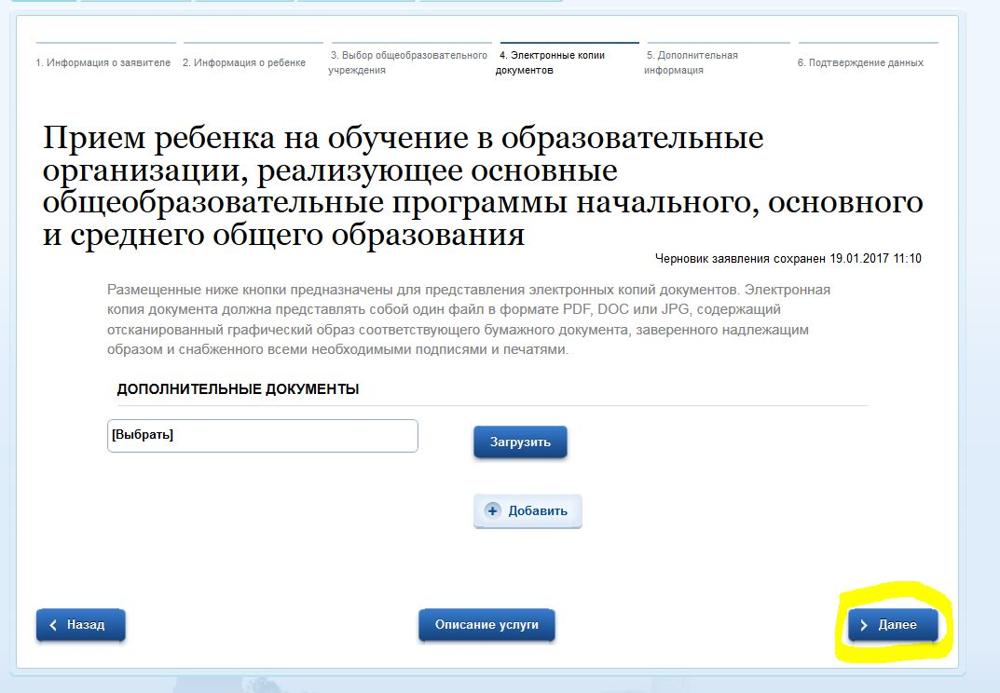 1. Информация о заявителе
2. Информация о ребенке
3. Выбор общеобразовательного
учреждения
4. Электронные копии
документов
5. Дополнительная
информация
6. Подтверждение данных
Прием ребенка на обучение в образовательные
организации, реализующее основные
общеобразовательные программы начального, основного
и среднего общего образования
Черновик заявления сохранен 19.01.2017 11:10
Размещенные ниже кнопки предназначены для представления электронных копий документов. Электронная
копия документа должна представлять собой один файл в формате PDF, DOC или JPG, содержащий
отсканированный графический образ соответствующего бумажного документа, заверенного надлежащим
образом и снабженного всеми необходимыми подписями и печатями.
ДОПОЛНИТЕЛЬНЫЕ ДОКУМЕНТЫ
[Выбрать]
Загрузить
Добавить
Назад
Описание услуги
Далее